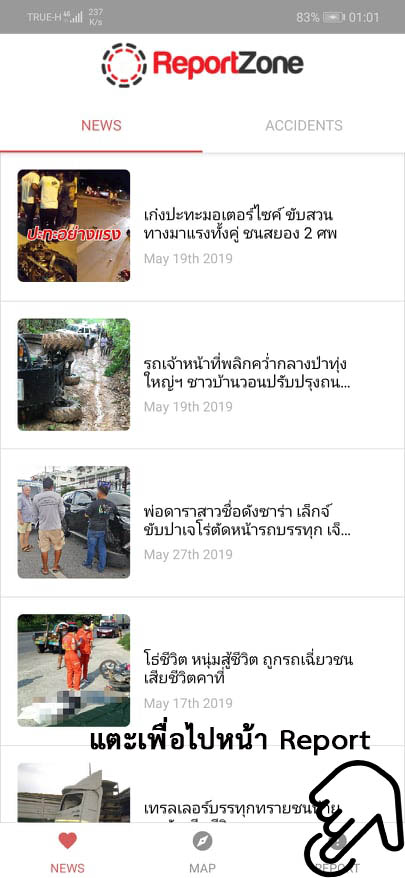 TRUE-H 4G 237 K/s 83% 01:01
ReportZone
NEWS ACCIDENTS
ปะทะอย่างแรง
เก๋งปะทะมอเตอร์ไซค์ ขับสวน
ทางมาแรงทั้งคู่ ชนสยอง 2 ศพ
May 19th 2019
รถเจ้าหน้าที่พลิกคว่ำกลางป่าทุ่ง
ใหญ่ฯ ชาวบ้านวอนปรับปรุงถน...
May 19th 2019
พ่อดาราสาวชื่อดังซาร่า เล็กจ์
ขับปาเจโร่ตัดหน้ารถบรรทุก เจ็...
May 27th 2019
โธ่ชีวิต หนุ่มสู้ชีวิต ถูกรถเฉี่ยวชน
เสียชีวิตคาที่
May 17th 2019
แตะเพื่อไปหน้า Report
เทรลเลอร์บรรทุกทรายชนท้าย
NEWS MAP REPORT